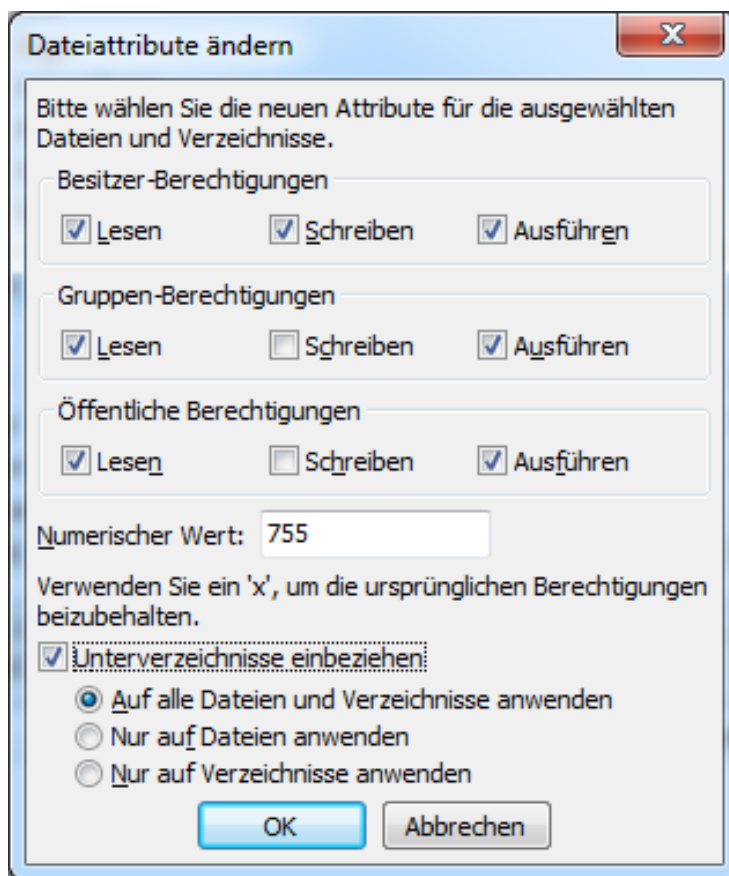 Dateiattribute ändern
Bitte wählen Sie die neuen Attribute für die ausgewählten
Dateien und Verzeichnisse.
Besitzer-Berechtigungen
Lesen Schreiben Ausführen
Gruppen-Berechtigungen
Lesen Schreiben Ausführen
Öffentliche Berechtigungen
Lesen Schreiben Ausführen
Numerischer Wert: 755
Verwenden Sie ein 'x', um die ursprünglichen Berechtigungen
beizubehalten.
Unterverzeichnisse einbeziehen
Auf alle Dateien und Verzeichnisse anwenden
Nur auf Dateien anwenden
Nur auf Verzeichnisse anwenden
OK Abbrechen